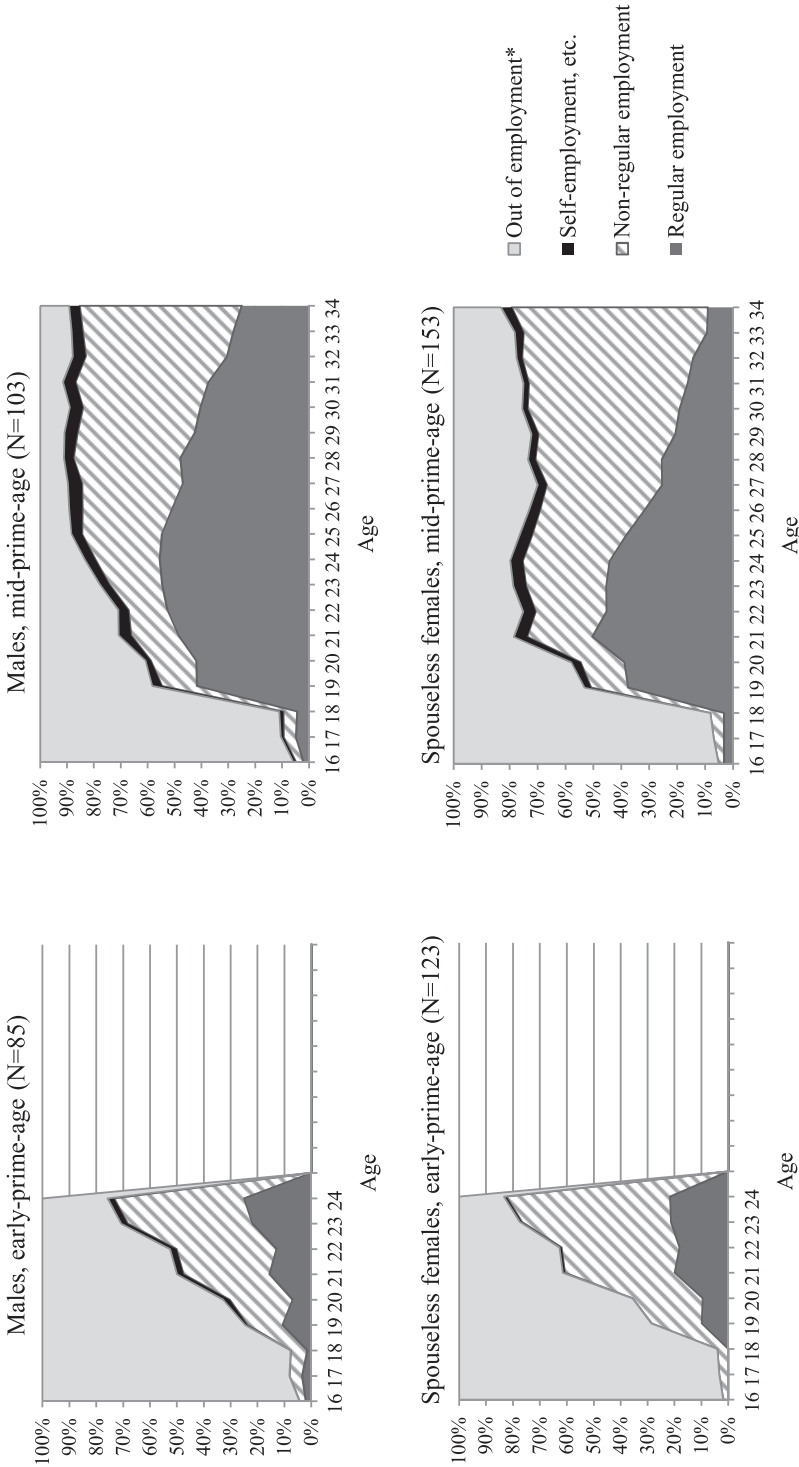 Males, early-prime-age (N=85)
100%
90%
80%
70%
60%
50%
40%
30%
20%
10%
0%
16 17 18 19 20 21 22 23 24
Age
Males, mid-prime-age (N=103)
100%
90%
80%
70%
60%
50%
40%
30%
20%
10%
0%
16 17 18 19 20 21 22 23 24 25 26 27 28 29 30 31 32 33 34
Age
Spouseless females, early-prime-age (N=123)
100%
90%
80%
70%
60%
50%
40%
30%
20%
10%
0%
16 17 18 19 20 21 22 23 24
Age
Spouseless females, mid-prime-age (N=153)
100%
90%
80%
70%
60%
50%
40%
30%
20%
10%
0%
16 17 18 19 20 21 22 23 24 25 26 27 28 29 30 31 32 33 34
Age
Out of employment*
Self-employment, etc.
Non-regular employment
Regular employment